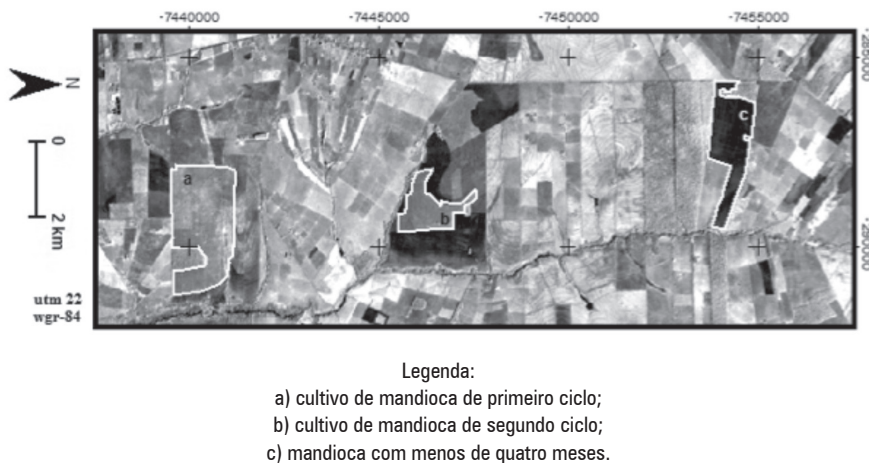 -7440000 -7445000 -7450000 -7455000
-285000
N
0
c
a
b
2 km
-290000
utm 22
wgr-84
Legenda:
a) cultivo de mandioca de primeiro ciclo;
b) cultivo de mandioca de segundo ciclo;
c) mandioca com menos de quatro meses.